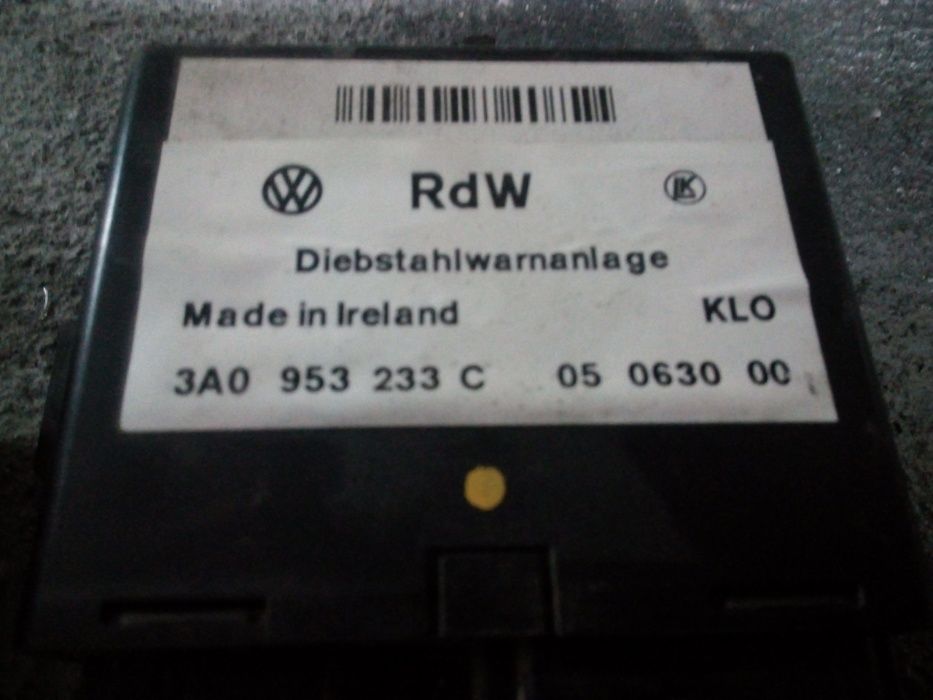 RdW
Diebstahlwarnanlage
Made in Ireland KLO
3A0 953 233 C 05 0630 00